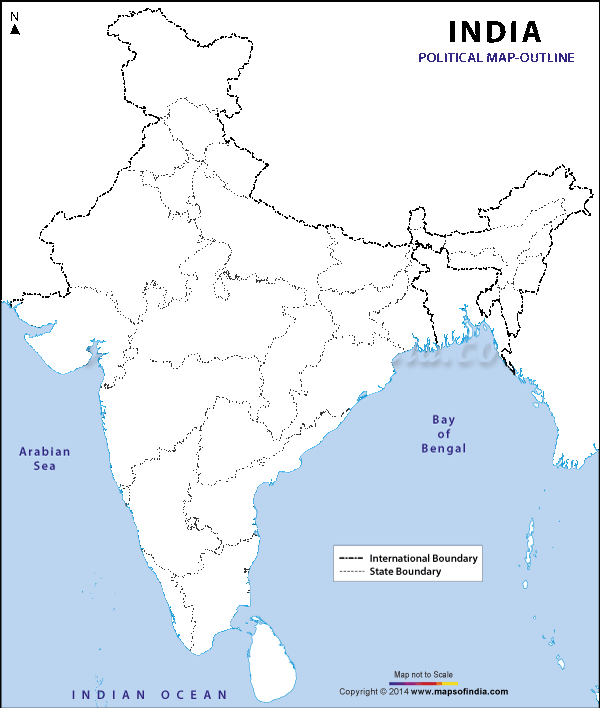 N
INDIA
POLITICAL MAP-OUTLINE
Arabian
Sea
Bay
of
Bengal
International Boundary
State Boundary
Map not to Scale
Copyright © 2014 www.mapsofindia.com
INDIAN OCEAN